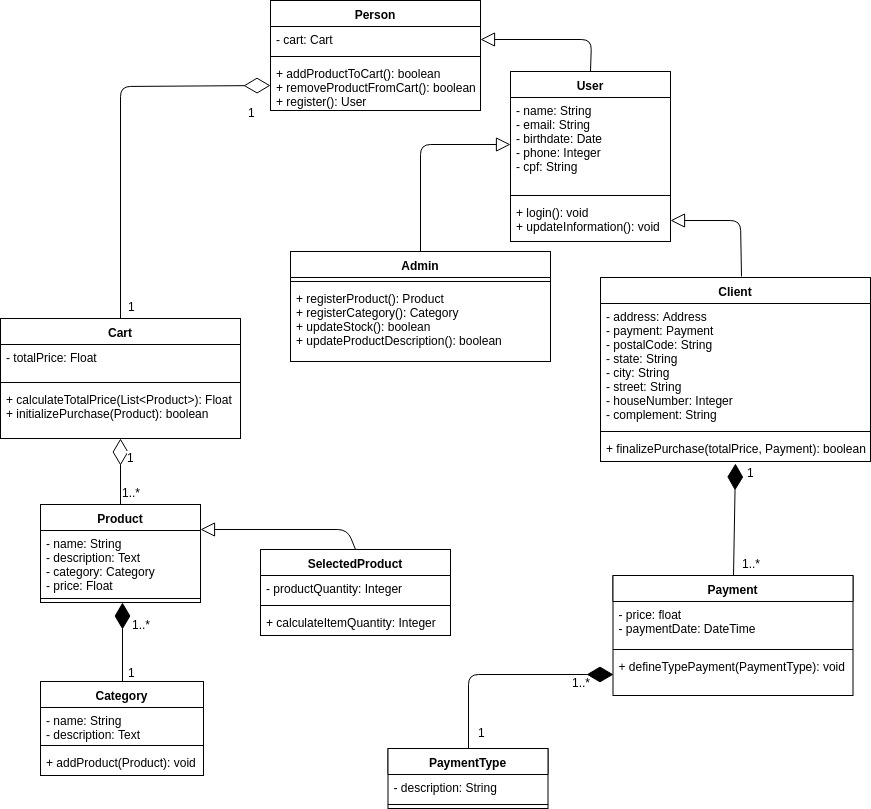 Person
- cart: Cart
+ addProductToCart(): boolean
+ removeProductFromCart(): boolean
+ register(): User
1
User
- name: String
- email: String
- birthdate: Date
- phone: Integer
- cpf: String
+ login(): void
+ updateInformation(): void
Admin
+ registerProduct(): Product
+ registerCategory(): Category
+ updateStock(): boolean
+ updateProductDescription(): boolean
Client
- address: Address
- payment: Payment
- postalCode: String
- state: String
- city: String
- street: String
- houseNumber: Integer
- complement: String
+ finalizePurchase(totalPrice, Payment): boolean
1
Cart
- totalPrice: Float
+ calculateTotalPrice(List<Product>): Float
+ initializePurchase(Product): boolean
1
1..*
Product
- name: String
- description: Text
- category: Category
- price: Float
SelectedProduct
- productQuantity: Integer
+ calculateItemQuantity: Integer
1..*
1
Category
- name: String
- description: Text
+ addProduct(Product): void
1
1..*
Payment
- price: float
- paymentDate: DateTime
+ defineTypePayment(PaymentType): void
1..*
1
PaymentType
- description: String